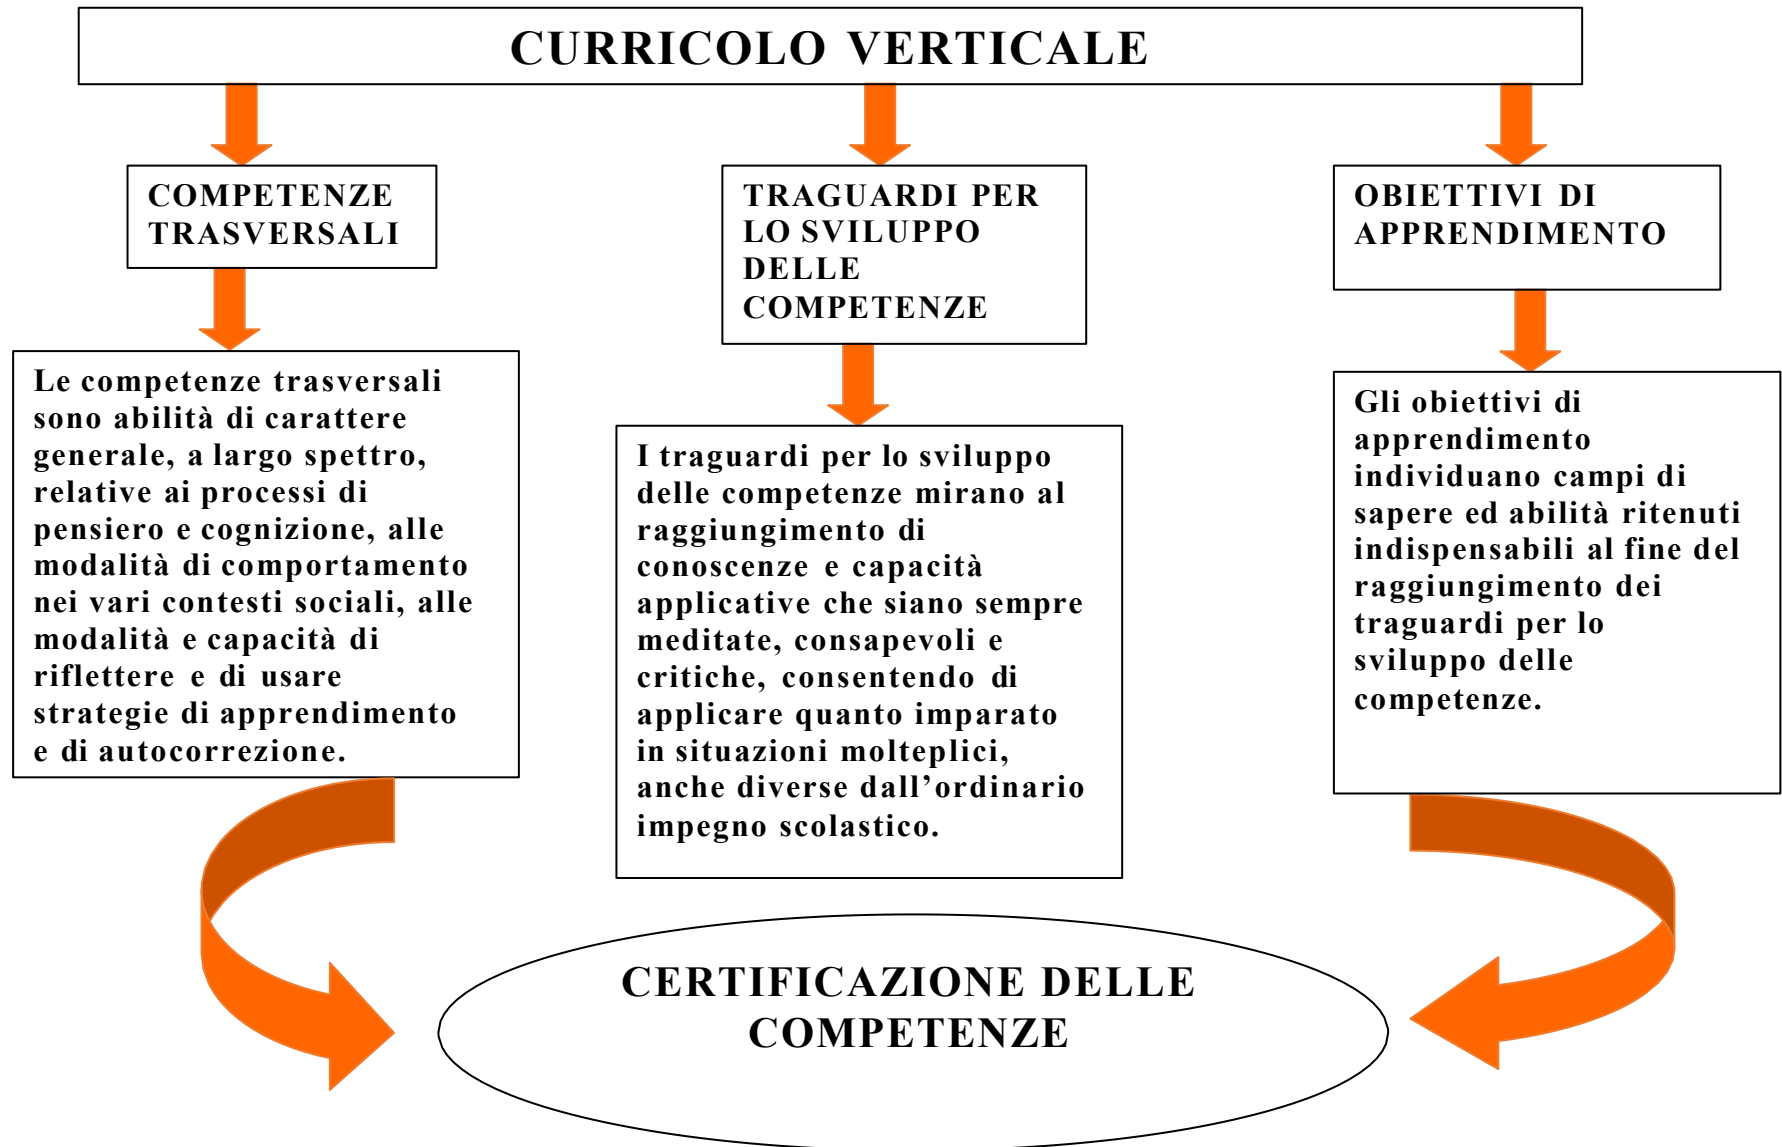 CURRICOLO VERTICALE
COMPETENZE
TRASVERSALI
TRAGUARDI PER
LO SVILUPPO
DELLE
COMPETENZE
OBIETTIVI DI
APPRENDIMENTO
Le competenze trasversali
sono abilità di carattere
generale, a largo spettro,
relative ai processi di
pensiero e cognizione, alle
modalità di comportamento
nei vari contesti sociali, alle
modalità e capacità di
riflettere e di usare
strategie di apprendimento
e di autocorrezione.
I traguardi per lo sviluppo
delle competenze mirano al
raggiungimento di
conoscenze e capacità
applicative che siano sempre
meditate, consapevoli e
critiche, consentendo di
applicare quanto imparato
in situazioni molteplici,
anche diverse dall’ordinario
impegno scolastico.
Gli obiettivi di
apprendimento
individuano campi di
sapere ed abilità ritenuti
indispensabili al fine del
raggiungimento dei
traguardi per lo
sviluppo delle
competenze.
CERTIFICAZIONE DELLE
COMPETENZE